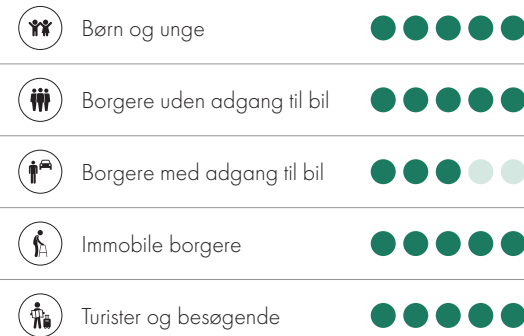 Børn og unge
Borgere uden adgang til bil
Borgere med adgang til bil
Immobile borgere
Turister og besøgende